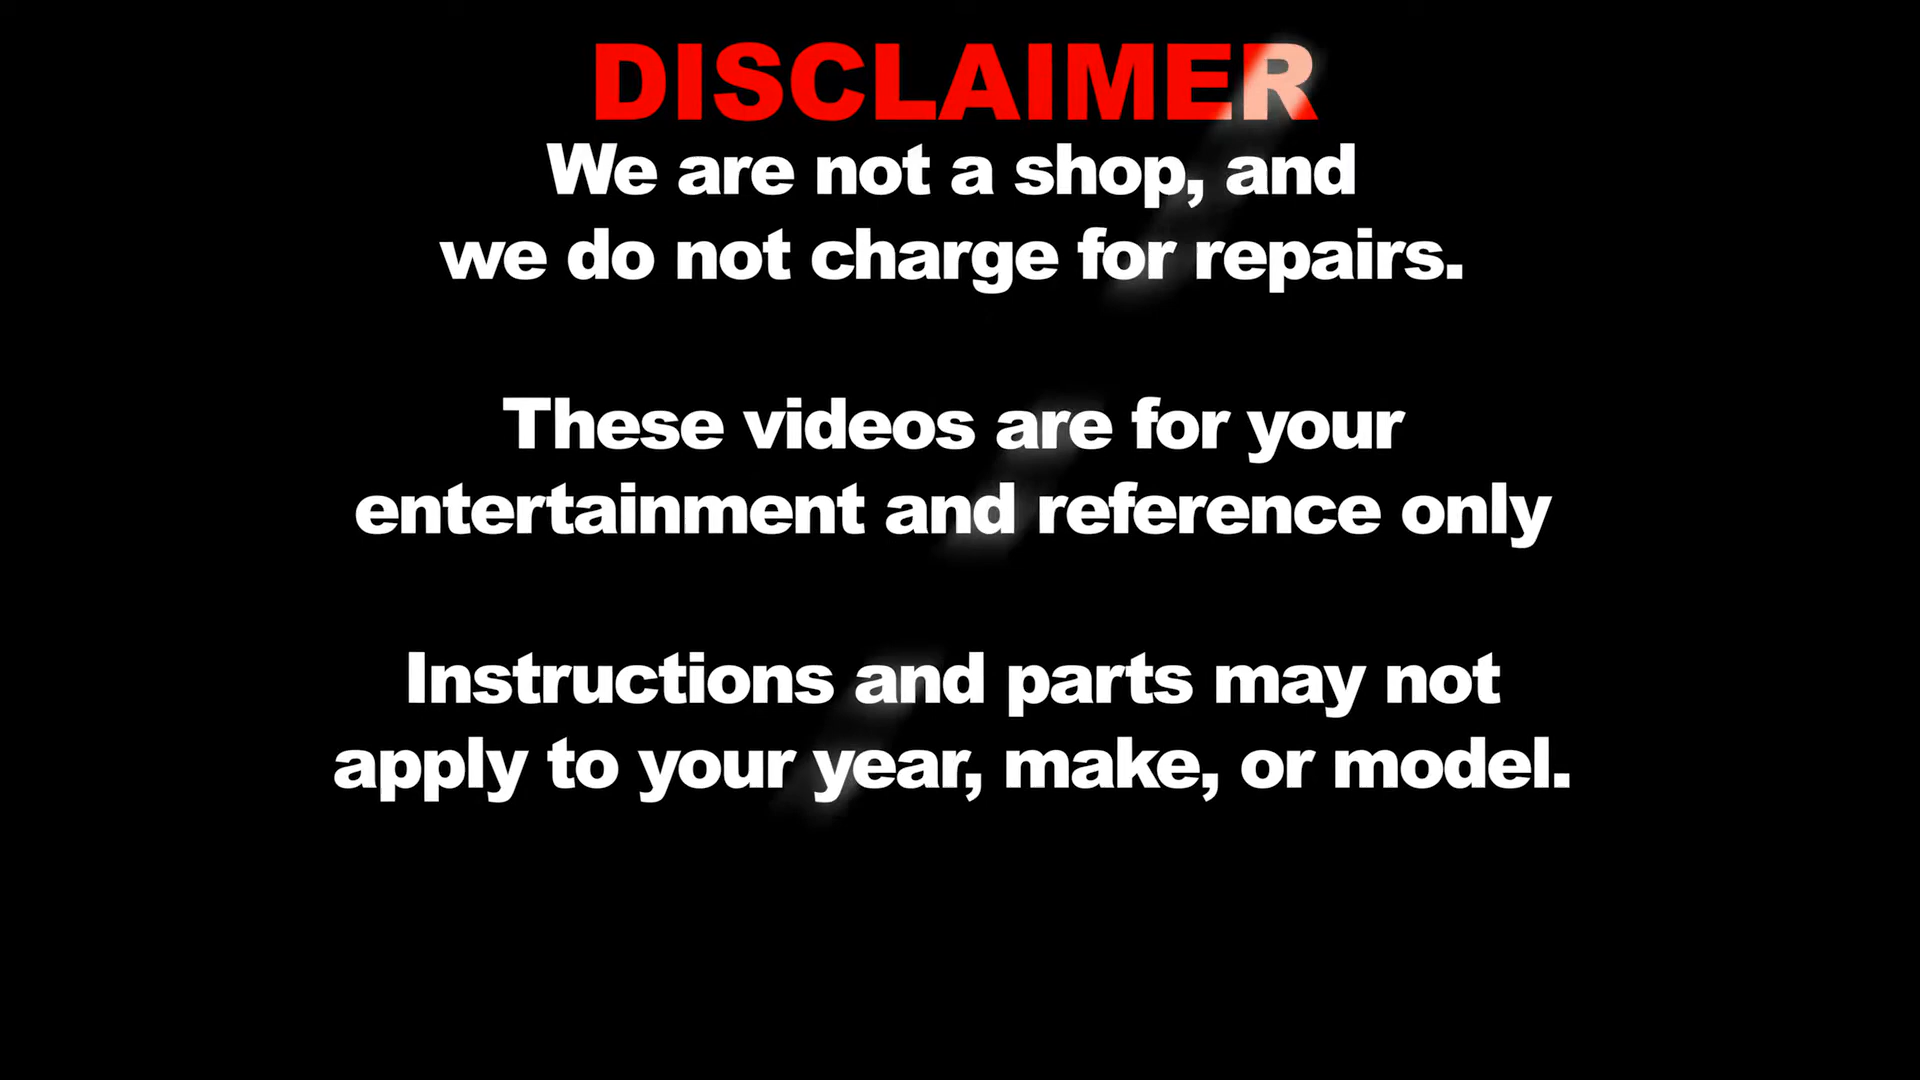 DISCLAIMER
We are not a shop, and
we do not charge for repairs.
These videos are for your
entertainment and reference only
Instructions and parts may not
apply to your year, make, or model.